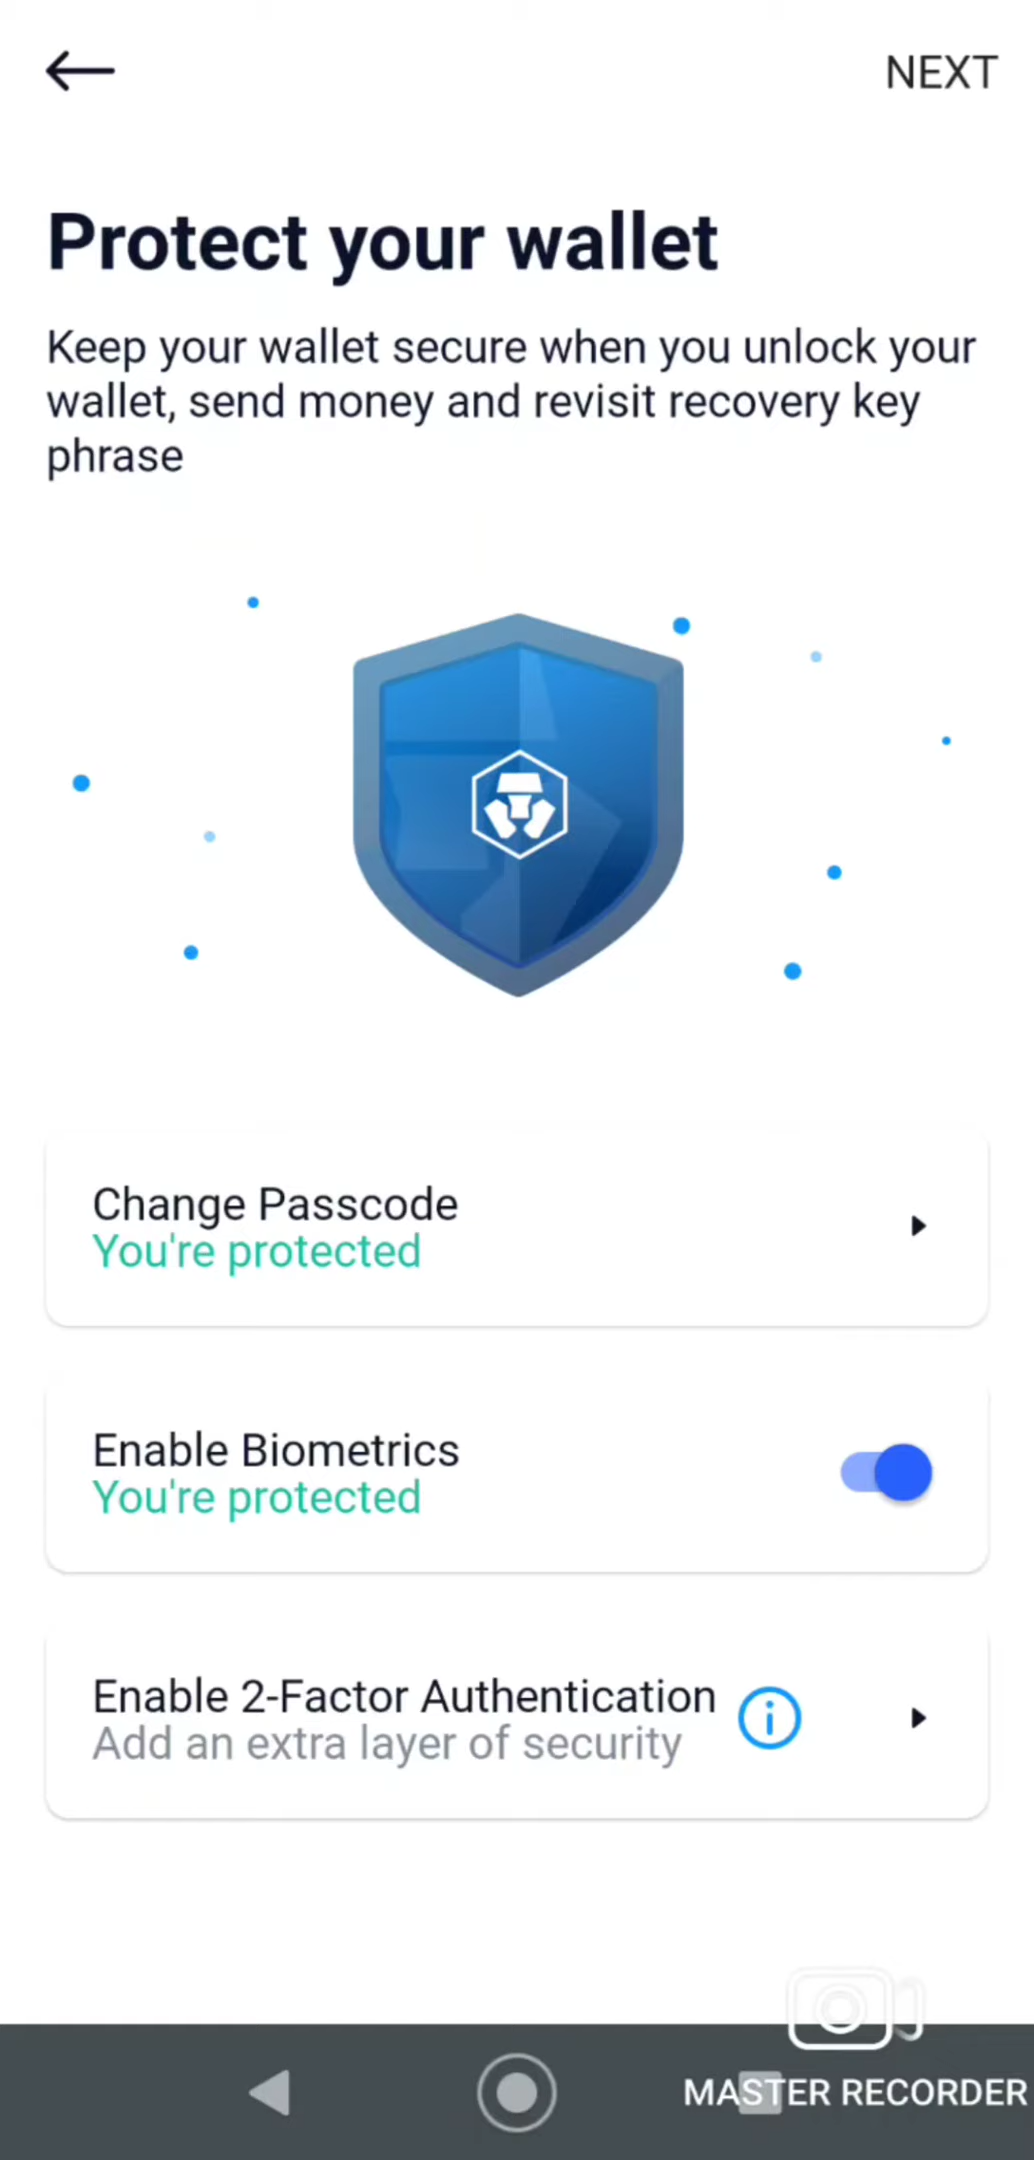 NEXT
Protect your wallet
Keep your wallet secure when you unlock your
wallet, send money and revisit recovery key
phrase
Change Passcode
You're protected
Enable Biometrics
You're protected
Enable 2-Factor Authentication
Add an extra layer of security
MASTER RECORDER